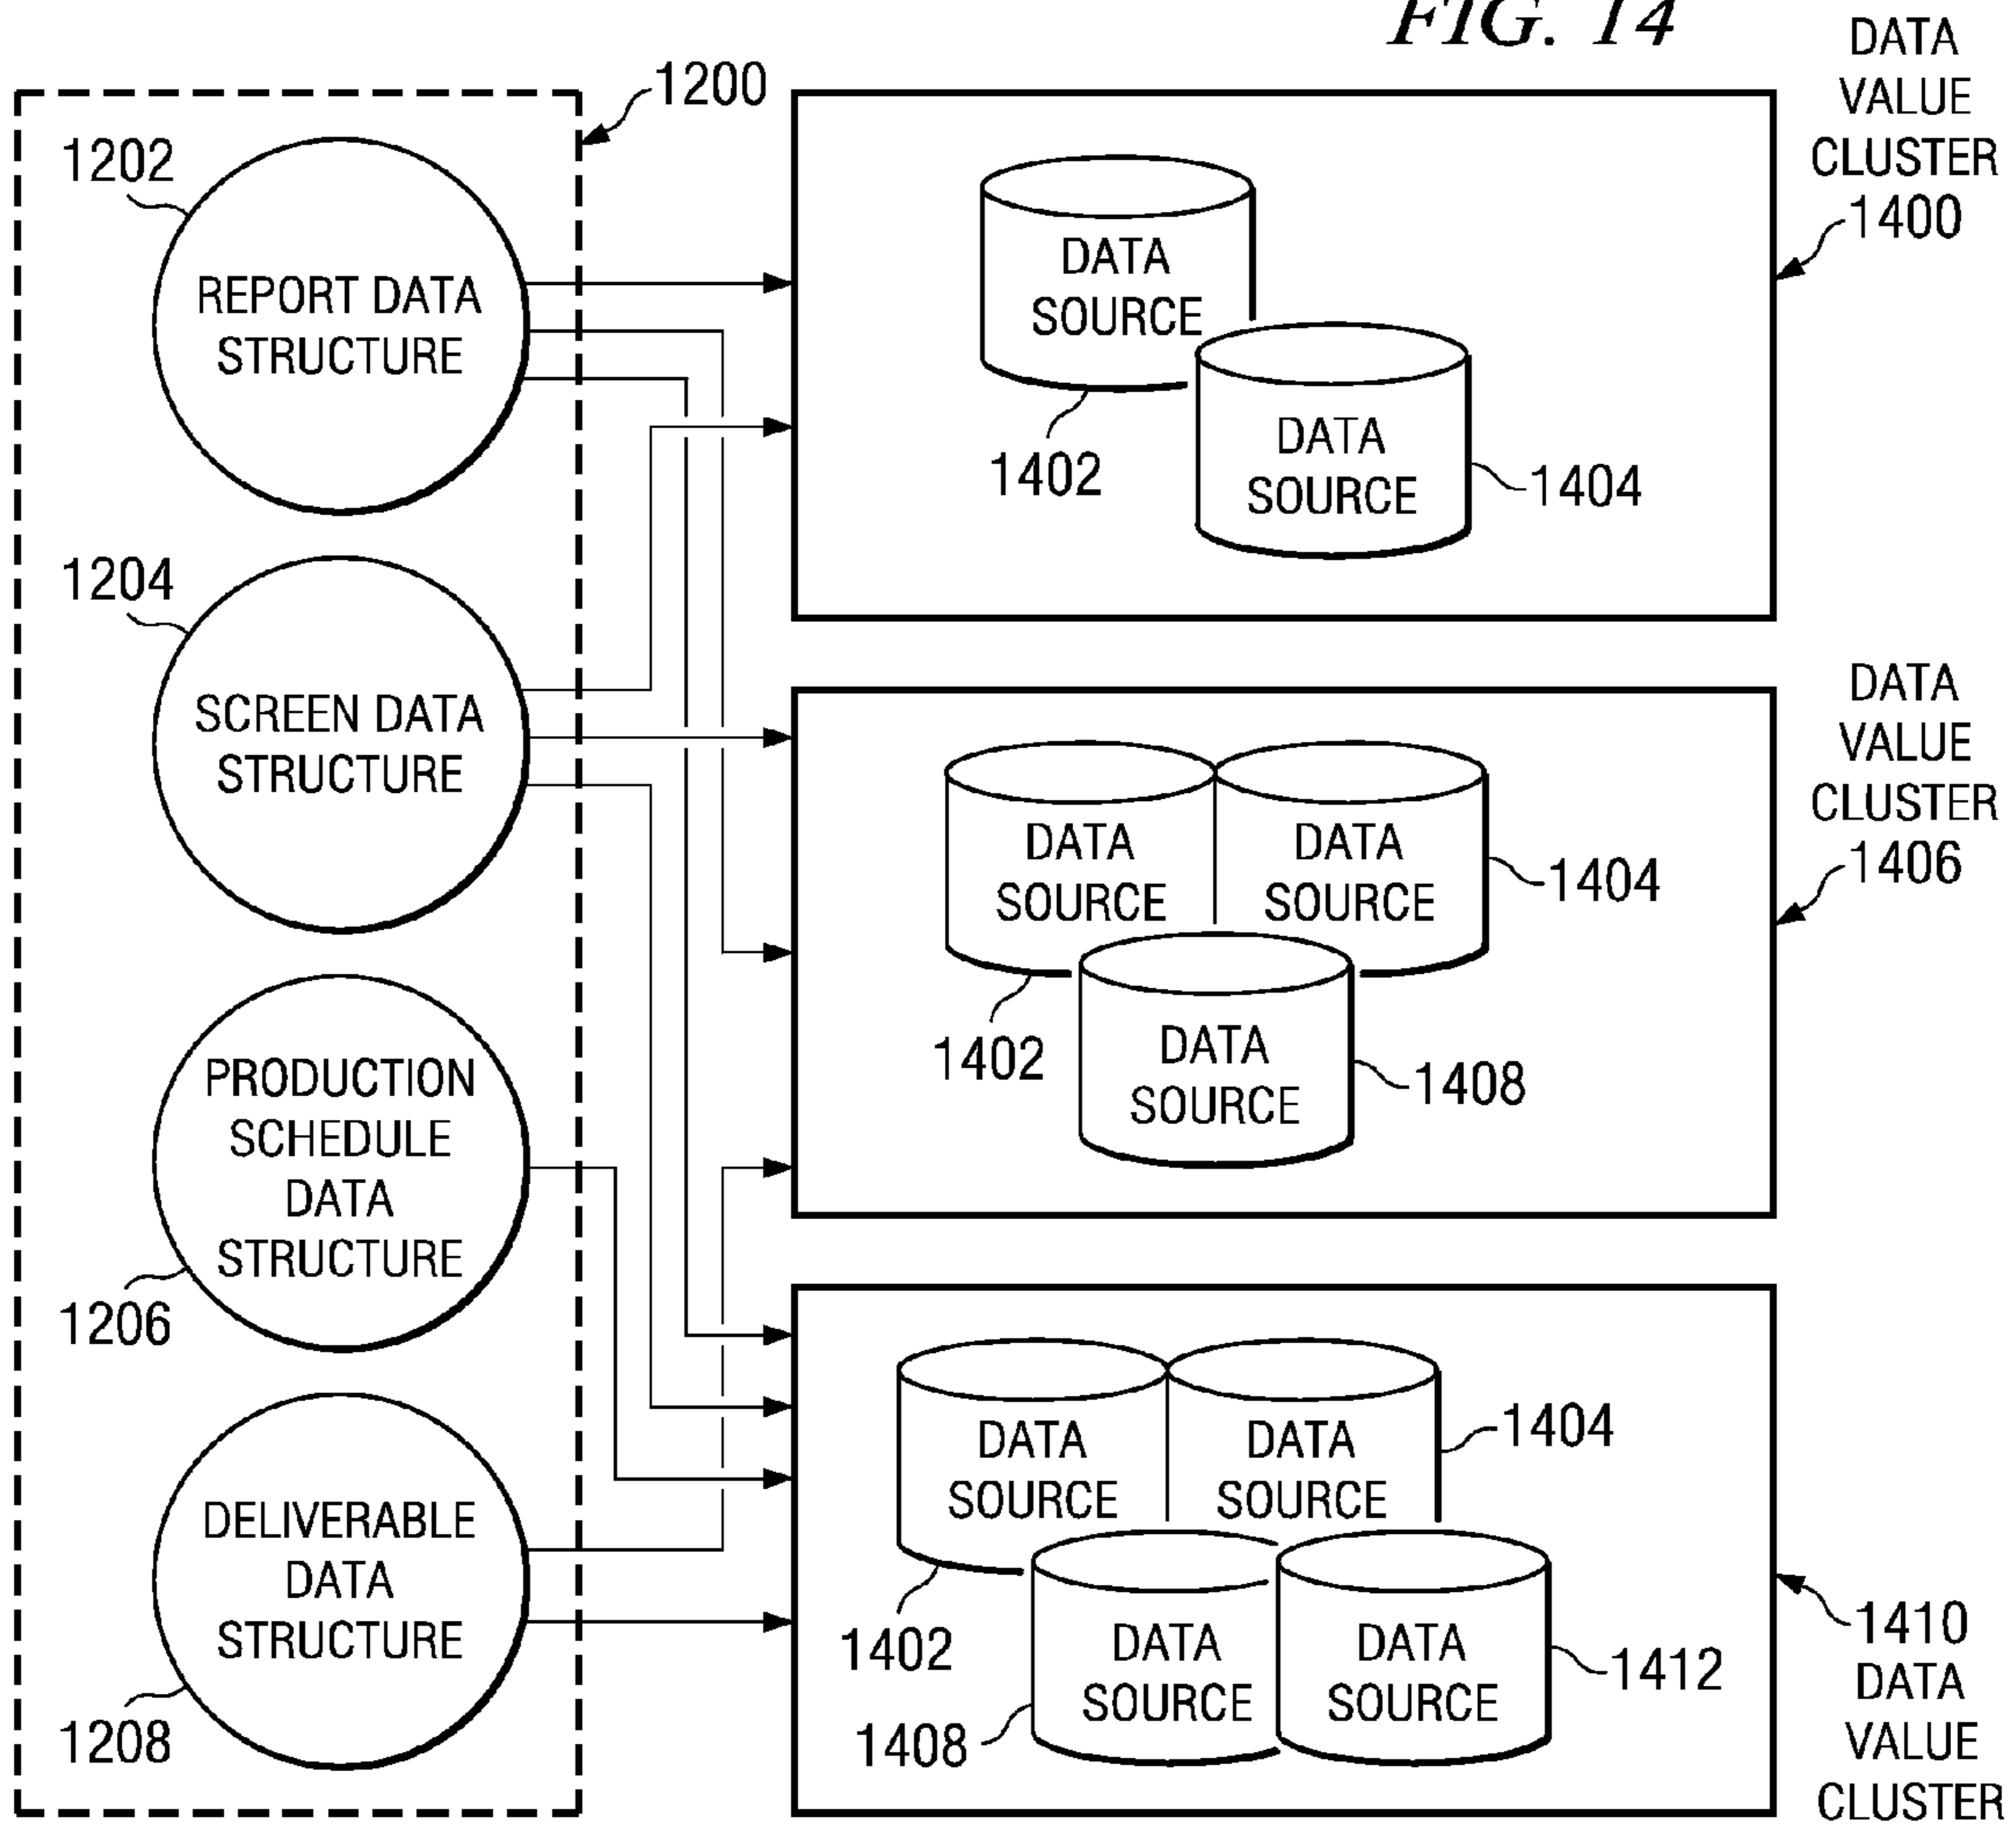 FIG. 14
1200
1202
REPORT DATA
STRUCTURE
1204
SCREEN DATA
STRUCTURE
PRODUCTION
SCHEDULE
DATA
STRUCTURE
1206
DELIVERABLE
DATA
STRUCTURE
1208
DATA
VALUE
CLUSTER
1400
DATA
SOURCE
1402
DATA
SOURCE
1404
DATA
VALUE
CLUSTER
1406
DATA
SOURCE
1402
DATA
SOURCE
1404
DATA
SOURCE
1408
DATA
SOURCE
1402
DATA
SOURCE
1404
DATA
SOURCE
1408
DATA
SOURCE
1412
1410
DATA
VALUE
CLUSTER